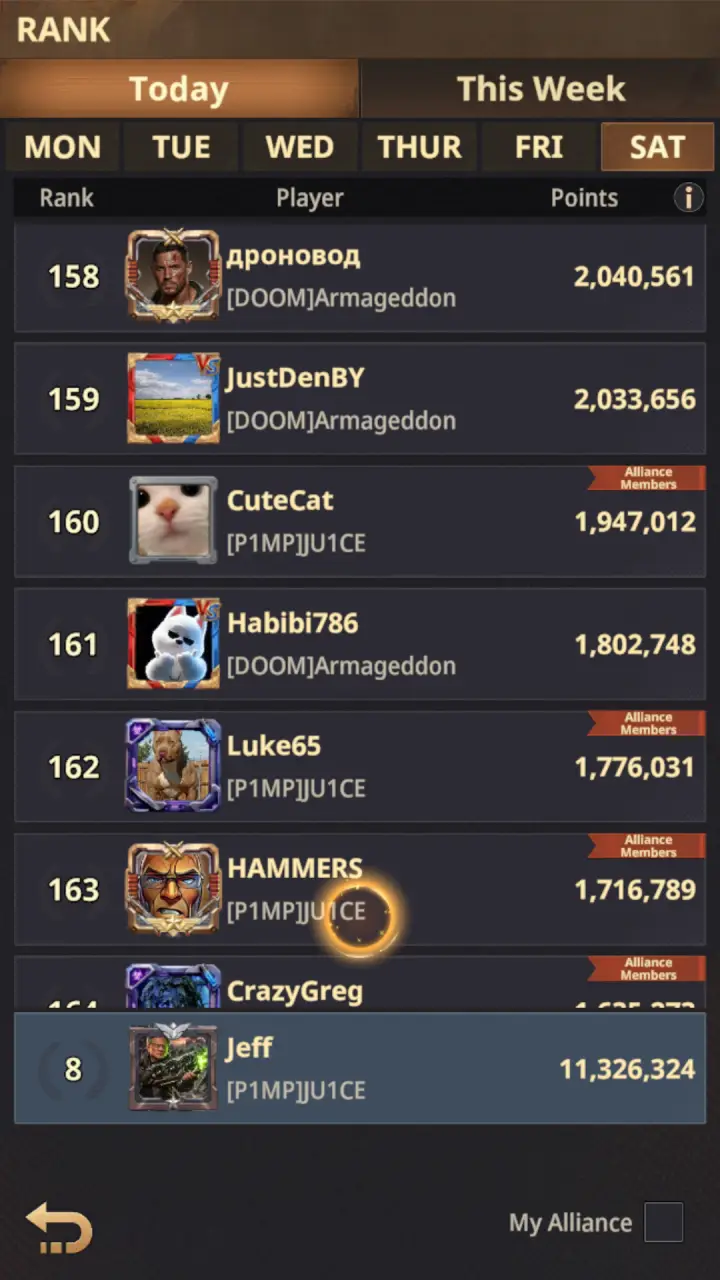 RANK
Today
This Week
MON TUE WED THUR FRI SAT
Rank Player Points i
158 дроновод 2,040,561
[DOOM]Armageddon
159 JustDenBY 2,033,656
[DOOM]Armageddon
Alliance Members
160 CuteCat 1,947,012
[P1MP]JU1CE
161 Habibi786 1,802,748
[DOOM]Armageddon
Alliance Members
162 Luke65 1,776,031
[P1MP]JU1CE
Alliance Members
163 HAMMERS 1,716,789
[P1MP]JU1CE
Alliance Members
CrazyGreg
8 Jeff 11,326,324
[P1MP]JU1CE
My Alliance